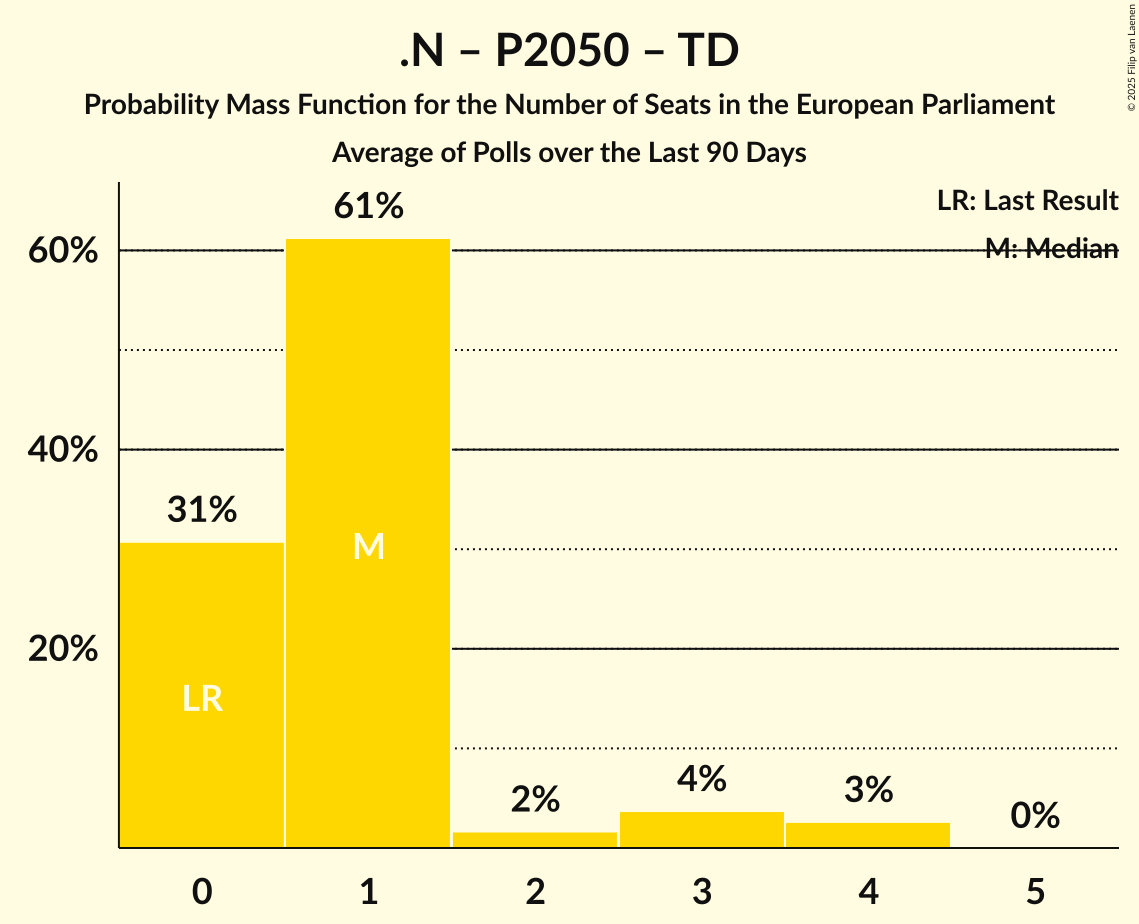 .N – P2050 – TD
Probability Mass Function for the Number of Seats in the European Parliament
Average of Polls over the Last 90 Days
© 2025 Filip van Laenen
LR: Last Result
M: Median
60%
40%
20%
31%
61%
2%
4%
3%
0%
LR
M
0
1
2
3
4
5